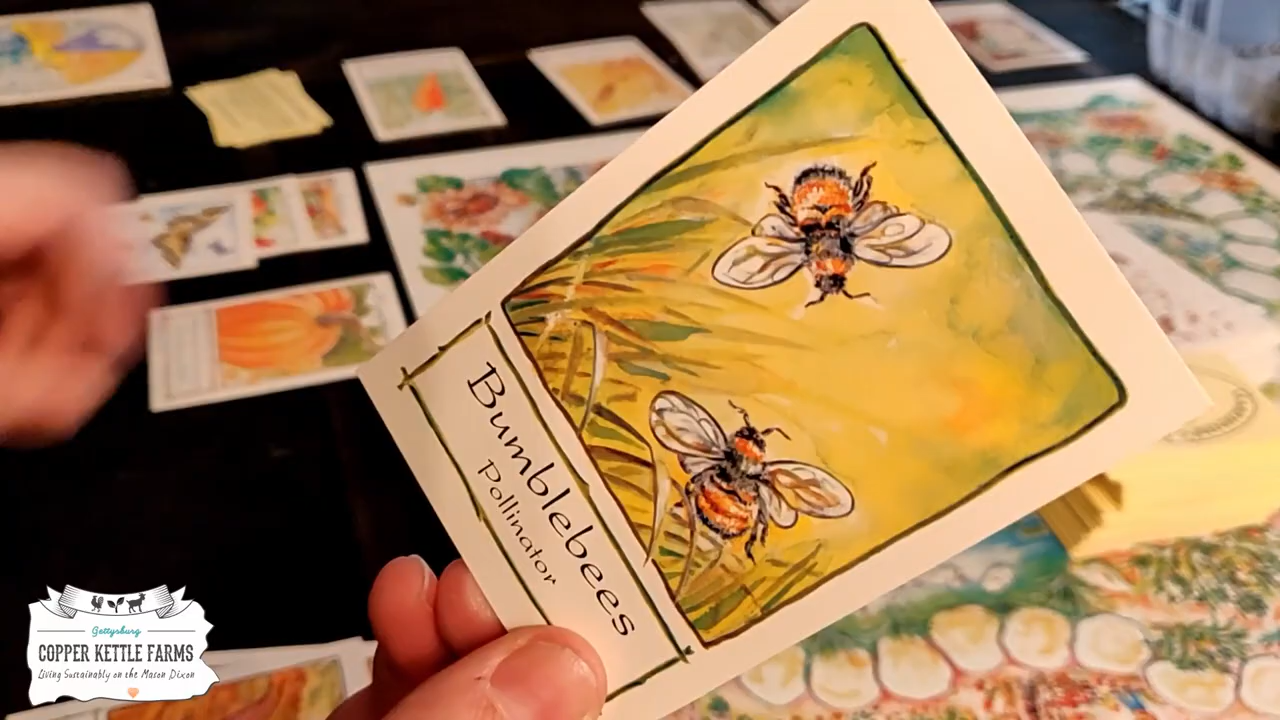 Bumblebees
Pollinator
Gettysburg
COPPER KETTLE FARMS
Living Sustainably on the Mason Dixon